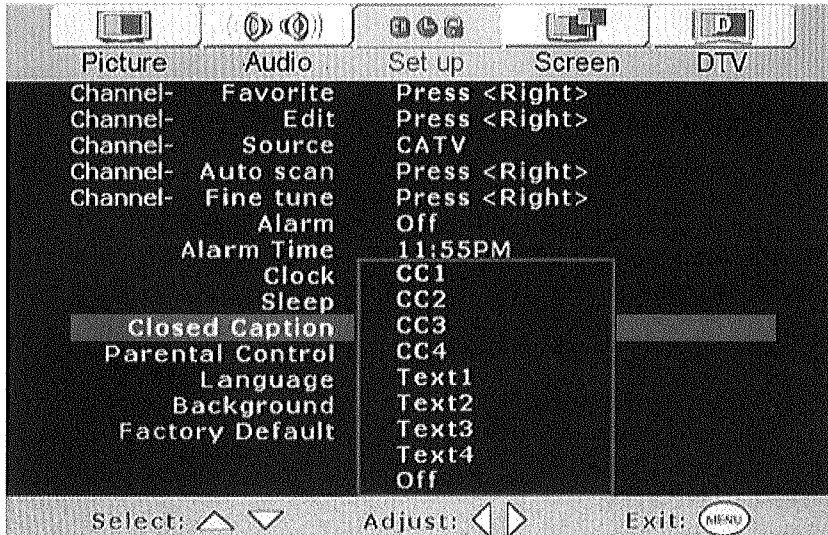 Picture Audio Set up Screen DTV
Channel- Favorite Press <Right>
Channel- Edit Press <Right>
Channel- Source CATV
Channel- Auto scan Press <Right>
Channel- Fine tune Press <Right>
Alarm Off
Alarm Time 11:55PM
Clock CC1
Sleep CC2
Closed Caption CC3
Parental Control CC4
Language Text1
Background Text2
Factory Default Text3
Text4
Off
Select: Adjust: Exit: MENU